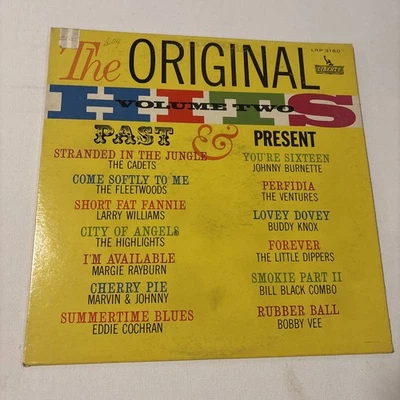 The ORIGINAL
LRP 3180
LIBERTY
HITS
VOLUME TWO
PAST & PRESENT
STRANDED IN THE JUNGLE
THE CADETS
COME SOFTLY TO ME
THE FLEETWOODS
SHORT FAT FANNIE
LARRY WILLIAMS
CITY OF ANGELS
THE HIGHLIGHTS
I'M AVAILABLE
MARGIE RAYBURN
CHERRY PIE
MARVIN & JOHNNY
SUMMERTIME BLUES
EDDIE COCHRAN
YOU'RE SIXTEEN
JOHNNY BURNETTE
PERFIDIA
THE VENTURES
LOVEY DOVEY
BUDDY KNOX
FOREVER
THE LITTLE DIPPERS
SMOKIE PART II
BILL BLACK COMBO
RUBBER BALL
BOBBY VEE